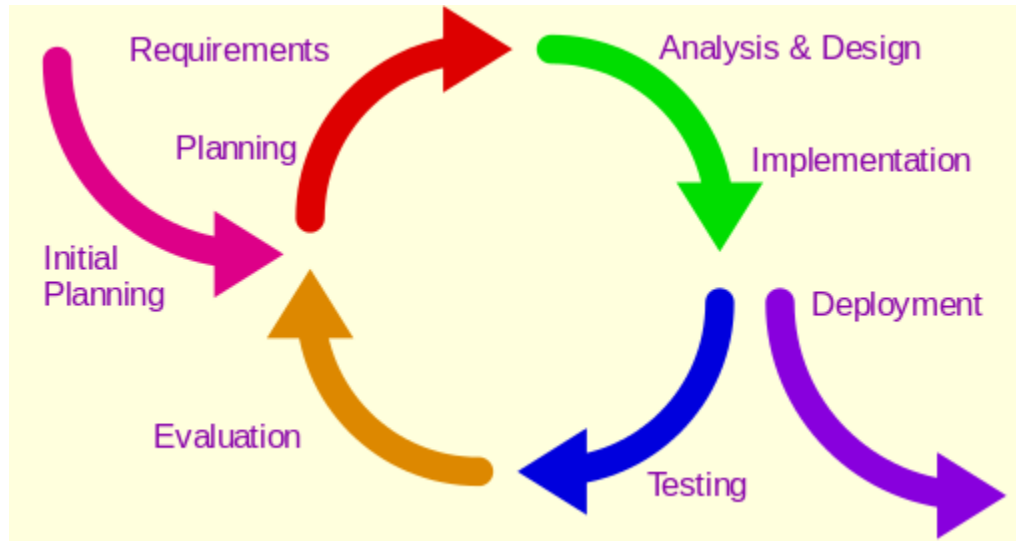 Requirements
Analysis & Design
Planning
Implementation
Initial
Planning
Deployment
Evaluation
Testing